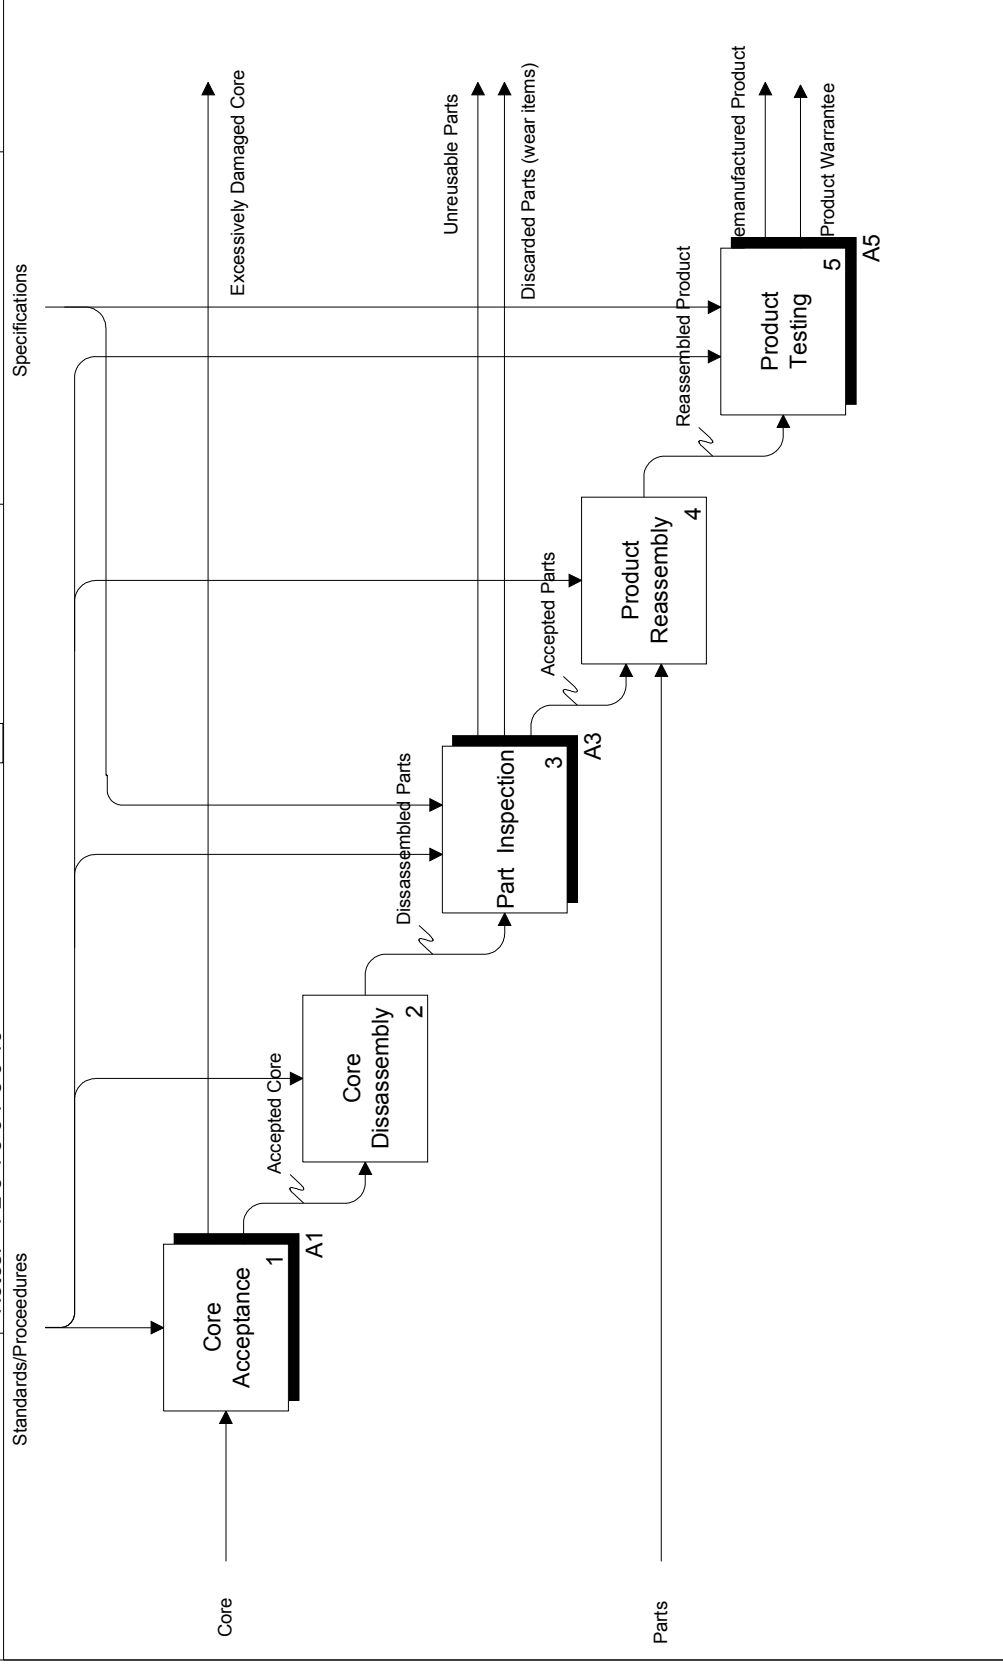 Standards/Proceedures
Specifications
Excessively Damaged Core
Core
Core
Acceptance
1
A1
Accepted Core
Core
Dissassembly
2
Dissassembled Parts
Unreusable Parts
Discarded Parts (wear items)
Part Inspection
3
A3
Accepted Parts
Parts
Product
Reassembly
4
Reassembled Product
emanufactured Product
Product Warrantee
Product
Testing
5
A5